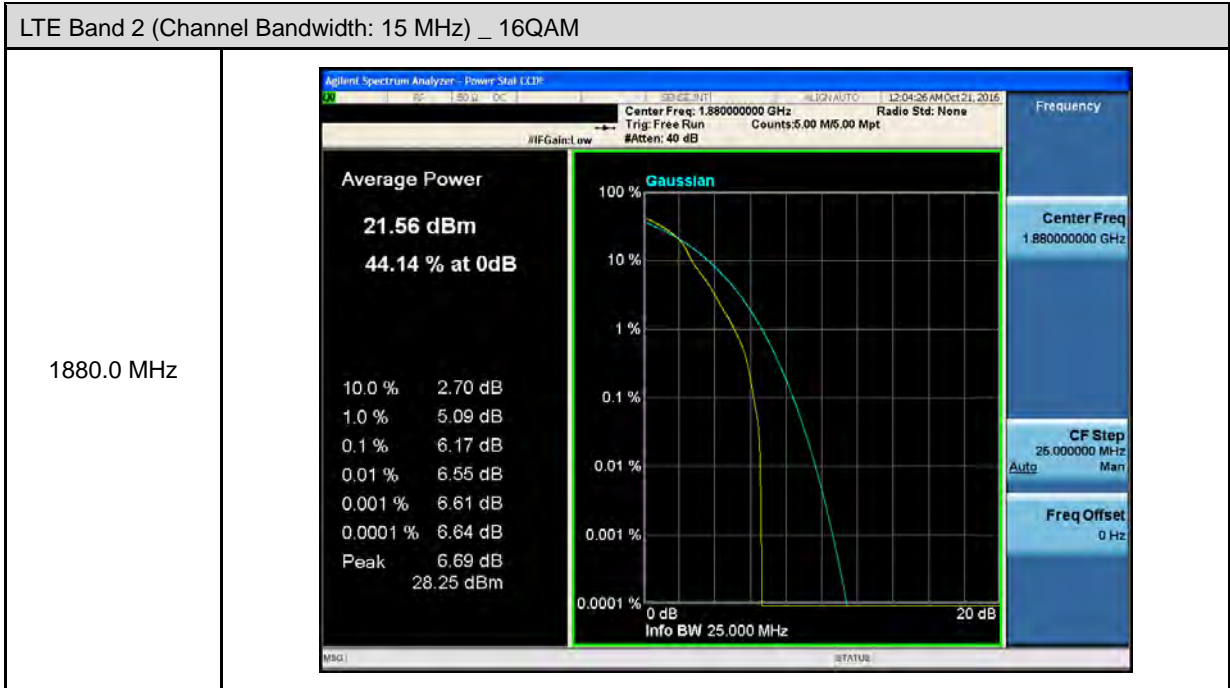 LTE Band 2 (Channel Bandwidth: 15 MHz) _ 16QAM
1880.0 MHz
Agilent Spectrum Analyzer - Power Stat CCDF
RF 50 Ω DC SENSE:INT ALIGN AUTO 12:04:26 AM Oct 21, 2016
Center Freq: 1.880000000 GHz Radio Std: None
Trig: Free Run Counts:5.00 M/5.00 Mpt
#IFGain:Low #Atten: 40 dB
Average Power
21.56 dBm
44.14 % at 0dB
10.0 % 2.70 dB
1.0 % 5.09 dB
0.1 % 6.17 dB
0.01 % 6.55 dB
0.001 % 6.61 dB
0.0001 % 6.64 dB
Peak 6.69 dB
28.25 dBm
Gaussian
100 %
10 %
1 %
0.1 %
0.01 %
0.001 %
0.0001 %
0 dB 20 dB
Info BW 25.000 MHz
Frequency
Center Freq
1.880000000 GHz
CF Step
25.000000 MHz
Auto Man
Freq Offset
0 Hz
MSG STATUS